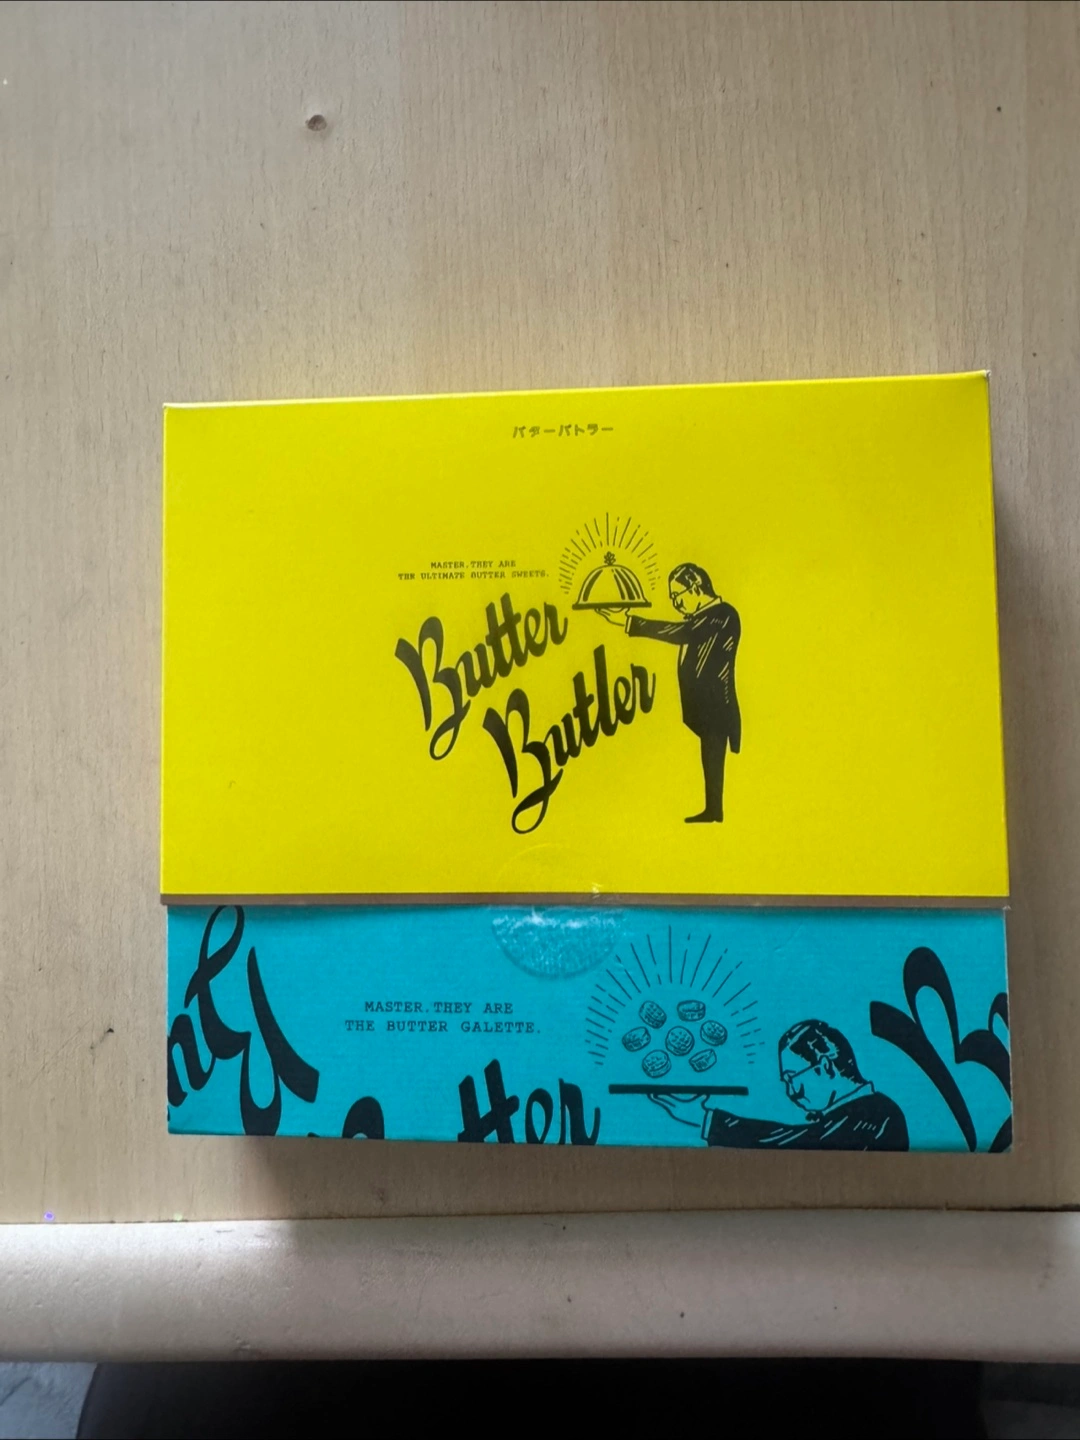 バターバトラー
MASTER. THEY ARE
THE ULTIMATE BUTTER SWEETS.
Butter
Butler
MASTER. THEY ARE
THE BUTTER GALETTE.